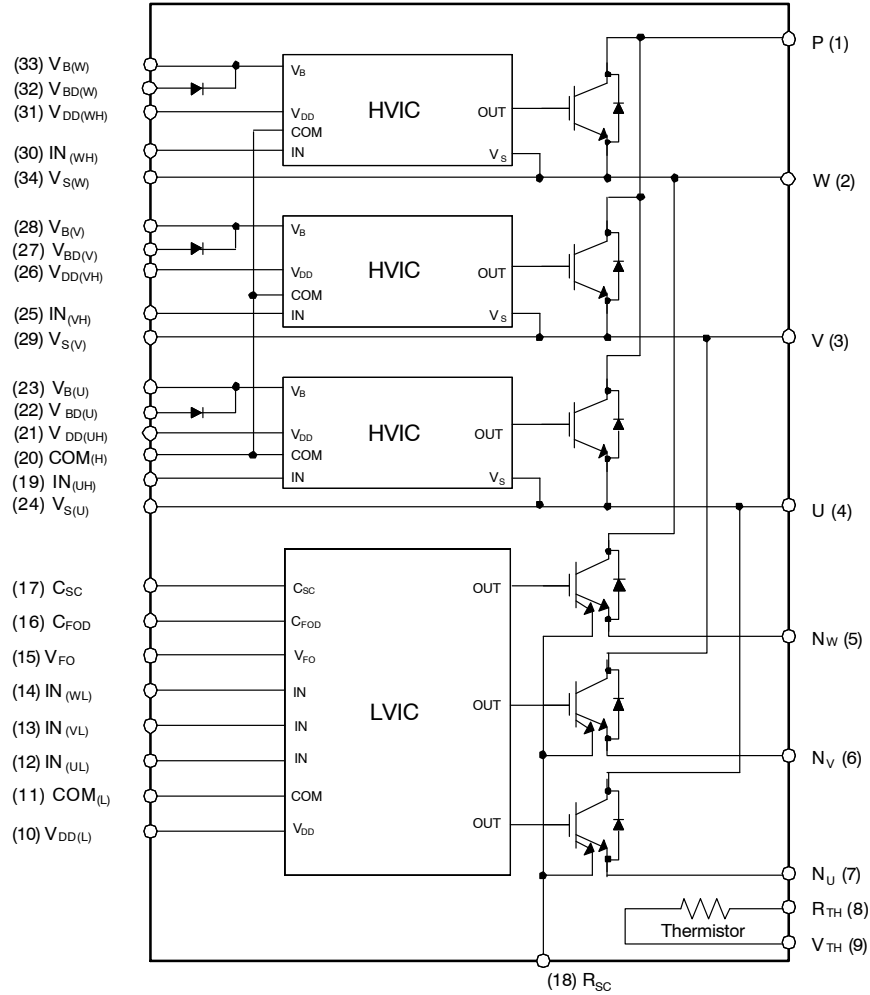 (33) VB(W)
(32) VBD(W)
(31) VDD(WH)
(30) IN(WH)
(34) VS(W)
VB
VDD
COM
IN
HVIC
OUT
VS
P (1)
W (2)
(28) VB(V)
(27) VBD(V)
(26) VDD(VH)
(25) IN(VH)
(29) VS(V)
VB
VDD
COM
IN
HVIC
OUT
VS
V (3)
(23) VB(U)
(22) VBD(U)
(21) VDD(UH)
(20) COM(H)
(19) IN(UH)
(24) VS(U)
VB
VDD
COM
IN
HVIC
OUT
VS
U (4)
(17) CSC
(16) CFOD
(15) VFO
(14) IN(WL)
(13) IN(VL)
(12) IN(UL)
(11) COM(L)
(10) VDD(L)
CSC
CFOD
VFO
IN
IN
IN
COM
VDD
LVIC
OUT
OUT
OUT
NW (5)
NV (6)
NU (7)
RTH (8)
Thermistor
VTH (9)
(18) RSC